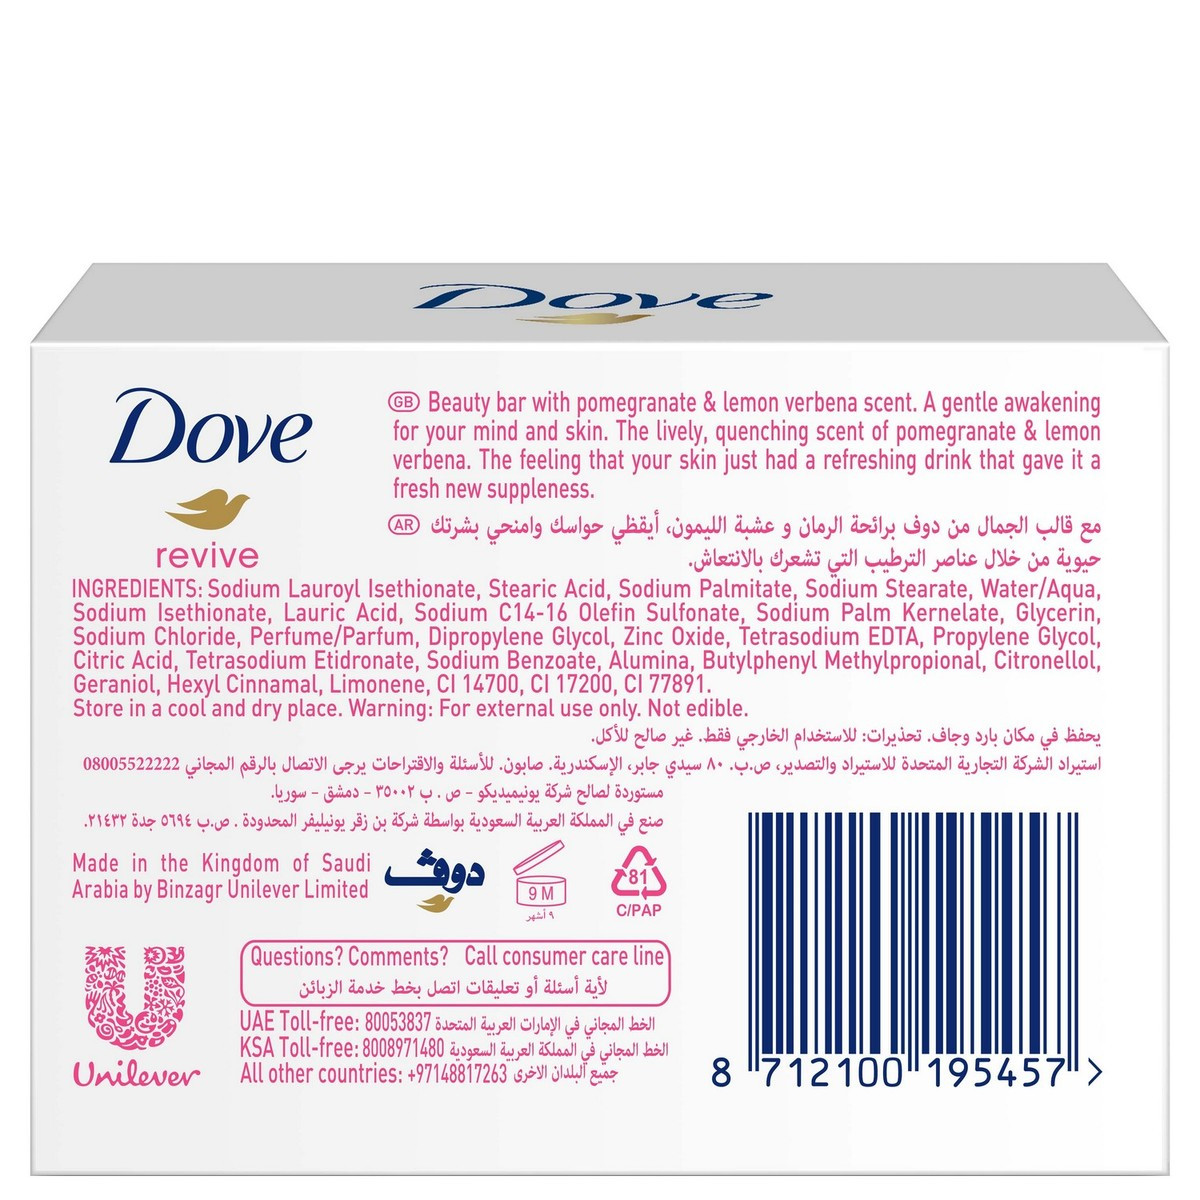 Dove
Dove
revive
GB Beauty bar with pomegranate & lemon verbena scent. A gentle awakening
for your mind and skin. The lively, quenching scent of pomegranate & lemon
verbena. The feeling that your skin just had a refreshing drink that gave it a
fresh new suppleness.
AR مع قالب الجمال من دوف برائحة الرمان و عشبة الليمون، أيقظي حواسك وامنحي بشرتك
حيوية من خلال عناصر الترطيب التي تشعرك بالانتعاش.
INGREDIENTS: Sodium Lauroyl Isethionate, Stearic Acid, Sodium Palmitate, Sodium Stearate, Water/Aqua,
Sodium Isethionate, Lauric Acid, Sodium C14-16 Olefin Sulfonate, Sodium Palm Kernelate, Glycerin,
Sodium Chloride, Perfume/Parfum, Dipropylene Glycol, Zinc Oxide, Tetrasodium EDTA, Propylene Glycol,
Citric Acid, Tetrasodium Etidronate, Sodium Benzoate, Alumina, Butylphenyl Methylpropional, Citronellol,
Geraniol, Hexyl Cinnamal, Limonene, CI 14700, CI 17200, CI 77891.
Store in a cool and dry place. Warning: For external use only. Not edible.
يحفظ في مكان بارد وجاف. تحذيرات: للاستخدام الخارجي فقط. غير صالح للأكل.
استيراد الشركة التجارية المتحدة للاستيراد والتصدير، ص.ب. ٨٠ سيدي جابر، الإسكندرية. صابون. للأسئلة والاقتراحات يرجى الاتصال بالرقم المجاني 08005522222
مستوردة لصالح شركة يونيميديكو - ص . ب ٣٥٠٠٢ - دمشق - سوريا.
صنع في المملكة العربية السعودية بواسطة شركة بن زقر يونيليفر المحدودة . ص.ب ٥٦٩٤ جدة ٢١٤٣٢.
Made in the Kingdom of Saudi
Arabia by Binzagr Unilever Limited
دوڤ
9 M
٩ أشهر
81
C/PAP
Questions? Comments? Call consumer care line
لأية أسئلة أو تعليقات اتصل بخط خدمة الزبائن
UAE Toll-free: 80053837 الخط المجاني في الإمارات العربية المتحدة
KSA Toll-free: 8008971480 الخط المجاني في المملكة العربية السعودية
All other countries: +97148817263 جميع البلدان الاخرى
Unilever
8 712100 195457 >